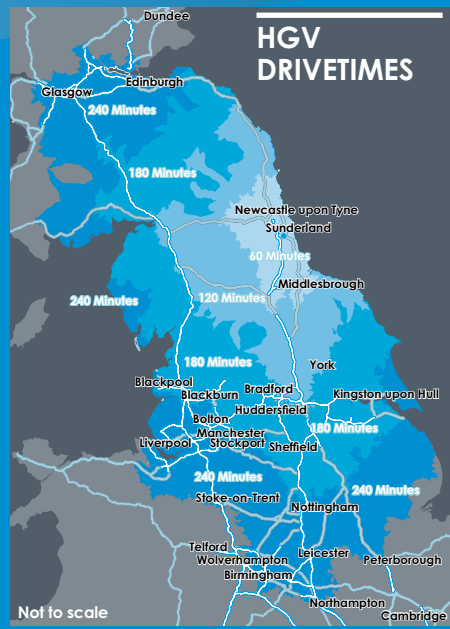 Dundee
HGV
DRIVETIMES
Edinburgh
Glasgow
240 Minutes
180 Minutes
Newcastle upon Tyne
Sunderland
60 Minutes
Middlesbrough
240 Minutes
120 Minutes
180 Minutes
York
Blackpool
Bradford
Blackburn
Kingston upon Hull
Huddersfield
Bolton
180 Minutes
Manchester
Liverpool
Stockport
Sheffield
240 Minutes
240 Minutes
Stoke-on-Trent
Nottingham
Telford
Leicester
Wolverhampton
Peterborough
Birmingham
Northampton
Not to scale
Cambridge